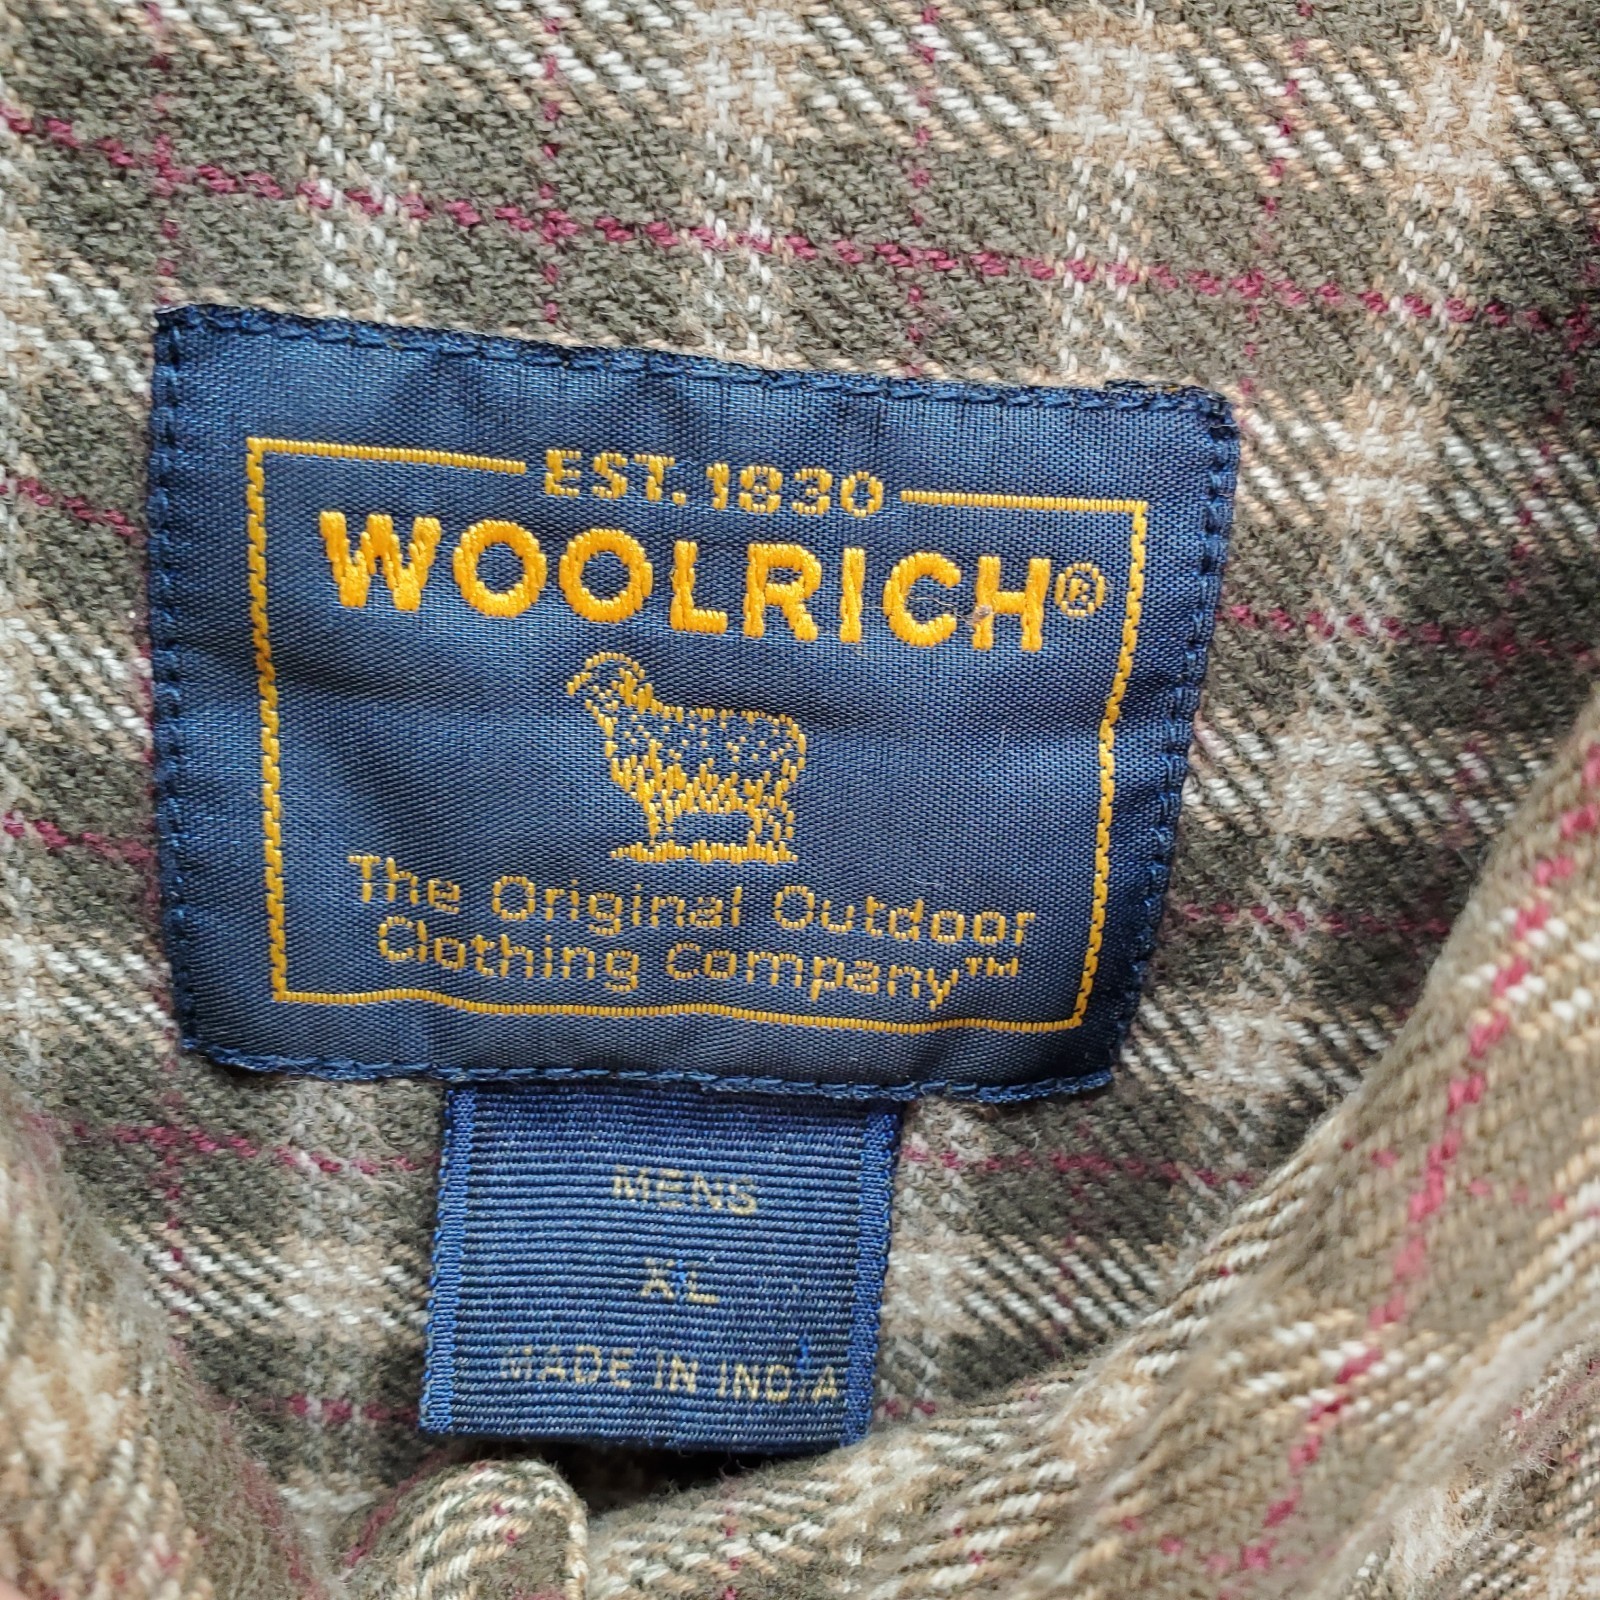 EST. 1830
WOOLRICH®
The Original Outdoor
Clothing Company™
MENS
XL
MADE IN INDIA